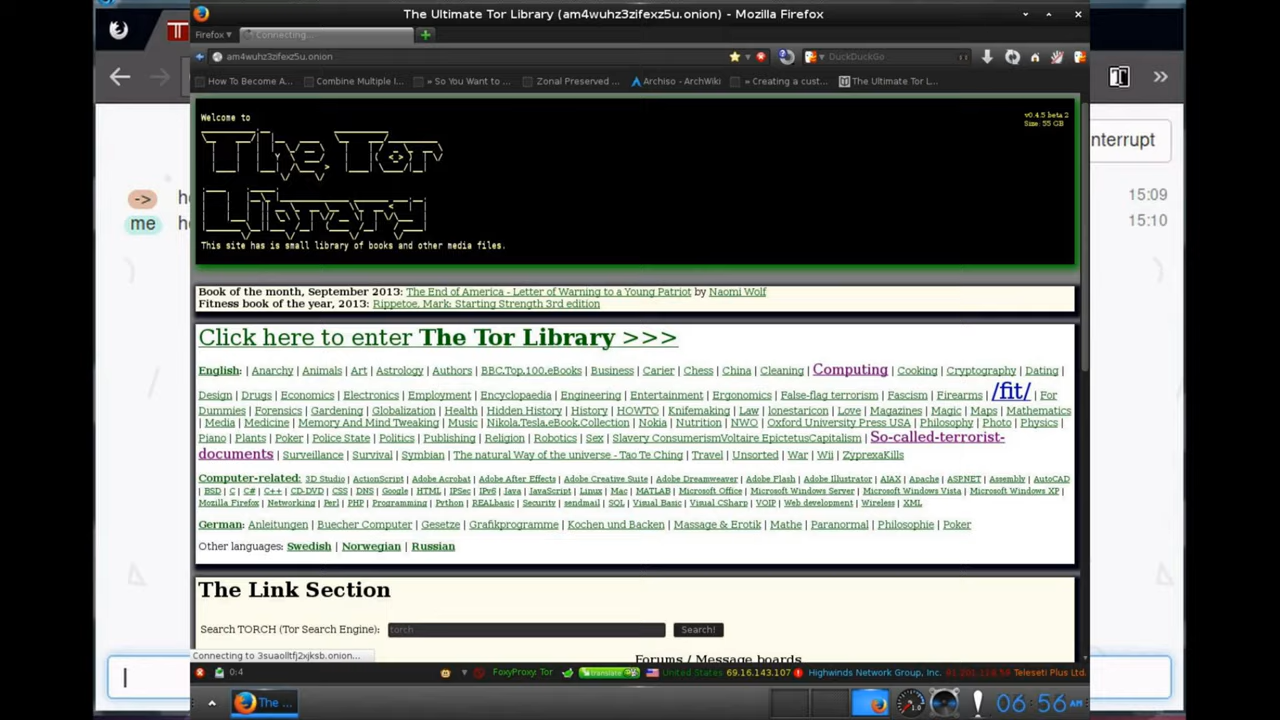 The Ultimate Tor Library (am4wuhz3zifexz5u.onion) - Mozilla Firefox
Firefox
Connecting...
am4wuhz3zifexz5u.onion
DuckDuckGo
How To Become A...
Combine Multiple I...
» So You Want to ...
Zonal Preserved ...
Archiso - ArchWiki
» Creating a cust...
The Ultimate Tor L...
Welcome to
v0.4.5 beta 2
Size: 55 GB
The Tor
Library
This site has is small library of books and other media files.
nterrupt
-> h
15:09
me h
15:10
Book of the month, September 2013: The End of America - Letter of Warning to a Young Patriot by Naomi Wolf
Fitness book of the year, 2013: Rippetoe, Mark: Starting Strength 3rd edition
Click here to enter The Tor Library >>>
English: | Anarchy | Animals | Art | Astrology | Authors | BBC.Top.100.eBooks | Business | Carier | Chess | China | Cleaning | Computing | Cooking | Cryptography | Dating |
Design | Drugs | Economics | Electronics | Employment | Encyclopaedia | Engineering | Entertainment | Ergonomics | False-flag terrorism | Fascism | Firearms | /fit/ | For
Dummies | Forensics | Gardening | Globalization | Health | Hidden History | History | HOWTO | Knifemaking | Law | lonestaricon | Love | Magazines | Magic | Maps | Mathematics
| Media | Medicine | Memory And Mind Tweaking | Music | Nikola.Tesla.eBook.Collection | Nokia | Nutrition | NWO | Oxford University Press USA | Philosophy | Photo | Physics |
Piano | Plants | Poker | Police State | Politics | Publishing | Religion | Robotics | Sex | Slavery ConsumerismVoltaire EpictetusCapitalism | So-called-terrorist-
documents | Surveillance | Survival | Symbian | The natural Way of the universe - Tao Te Ching | Travel | Unsorted | War | Wii | ZyprexaKills
Computer-related: 3D Studio | ActionScript | Adobe Acrobat | Adobe After Effects | Adobe Creative Suite | Adobe Dreamweaver | Adobe Flash | Adobe Illustrator | AJAX | Apache | ASP.NET | Assembly | AutoCAD
| BSD | C | C# | C++ | CD-DVD | CSS | DNS | Google | HTML | IPSec | IPv6 | Java | JavaScript | Linux | Mac | MATLAB | Microsoft Office | Microsoft Windows Server | Microsoft Windows Vista | Microsoft Windows XP |
Mozilla Firefox | Networking | Perl | PHP | Programming | Python | REALbasic | Security | sendmail | SQL | Visual Basic | Visual CSharp | VOIP | Web development | Wireless | XML
German: Anleitungen | Buecher Computer | Gesetze | Grafikprogramme | Kochen und Backen | Massage & Erotik | Mathe | Paranormal | Philosophie | Poker
Other languages: Swedish | Norwegian | Russian
The Link Section
Search TORCH (Tor Search Engine): torch Search!
Forums / Message boards
Connecting to 3suaolltfj2xjksb.onion...
0:4
FoxyProxy: Tor
translate
United States 69.16.143.107
Highwinds Network Group, Inc.
Teleseti Plus Ltd.
The ...
1.0
06:56 AM